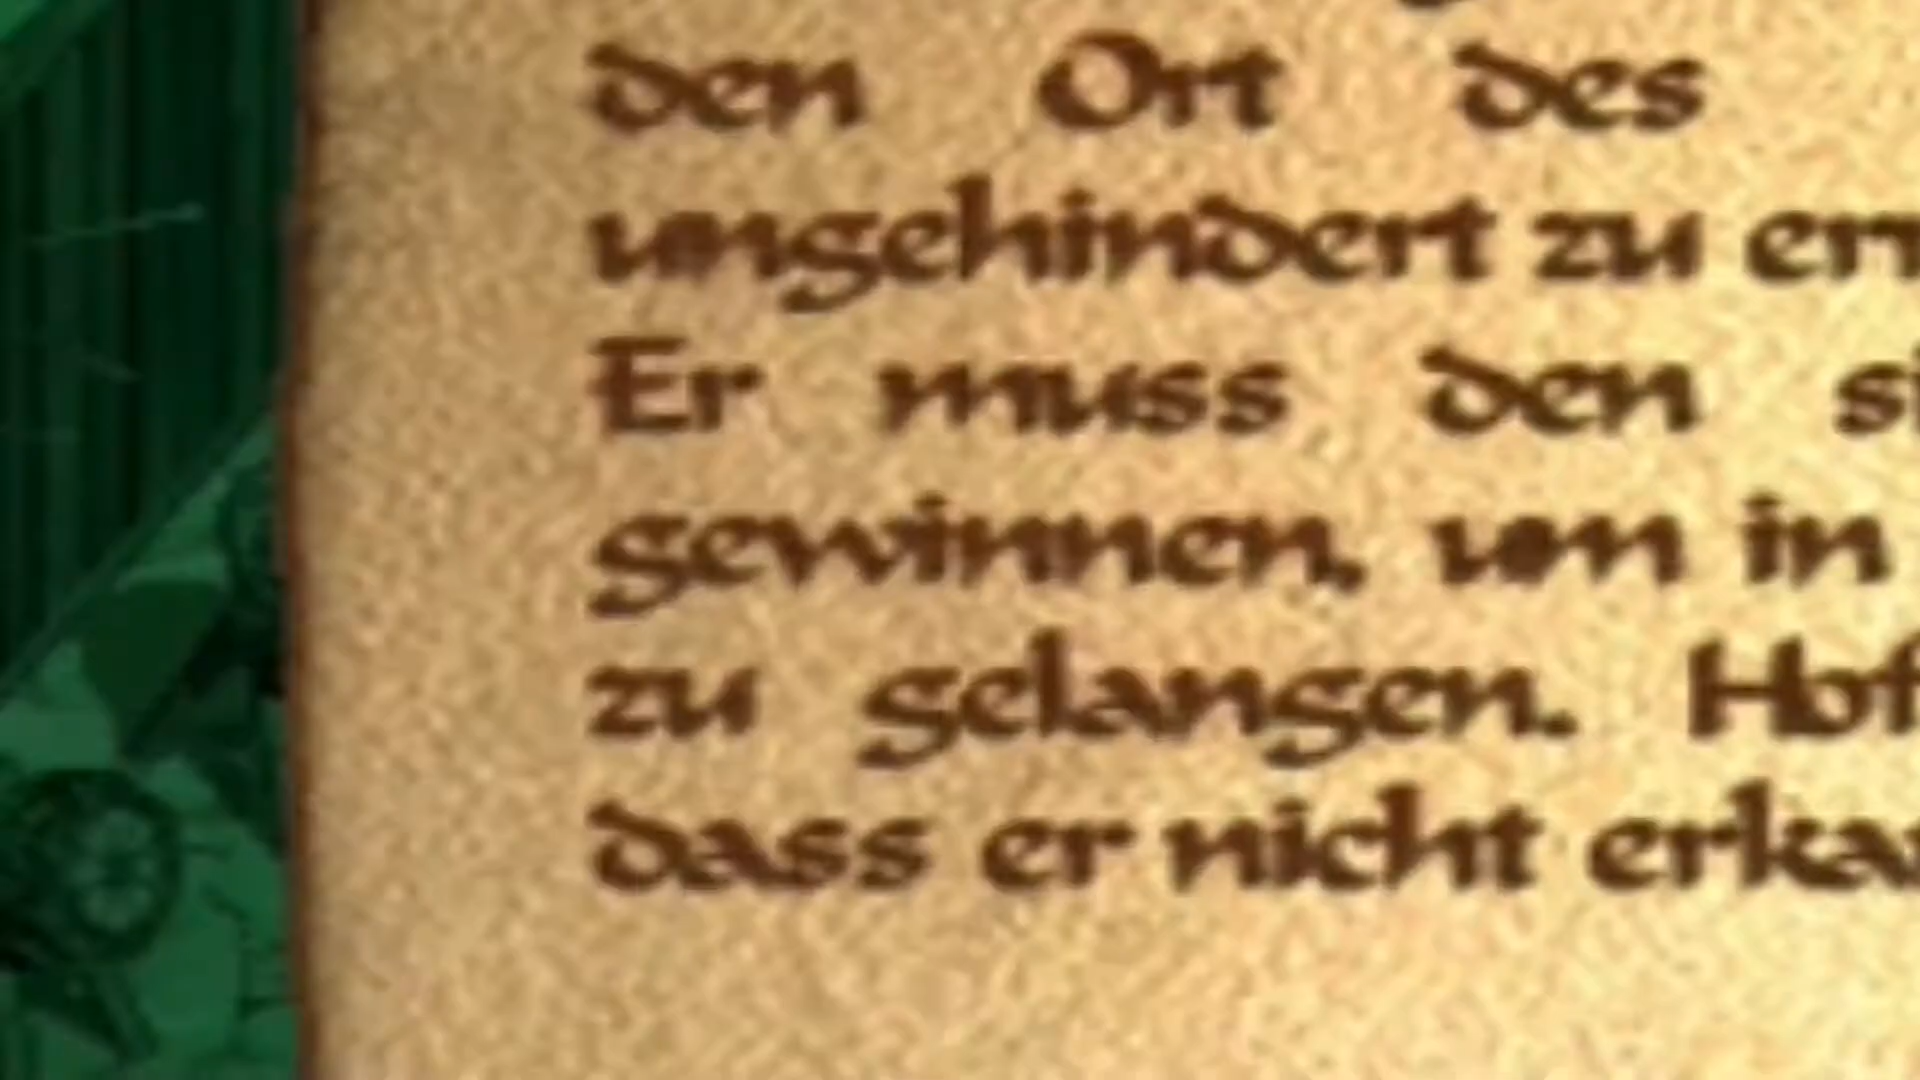 den Ort des
ungehindert zu
Er muss den
gewinnen, um in
zu gelangen.
dass er nicht